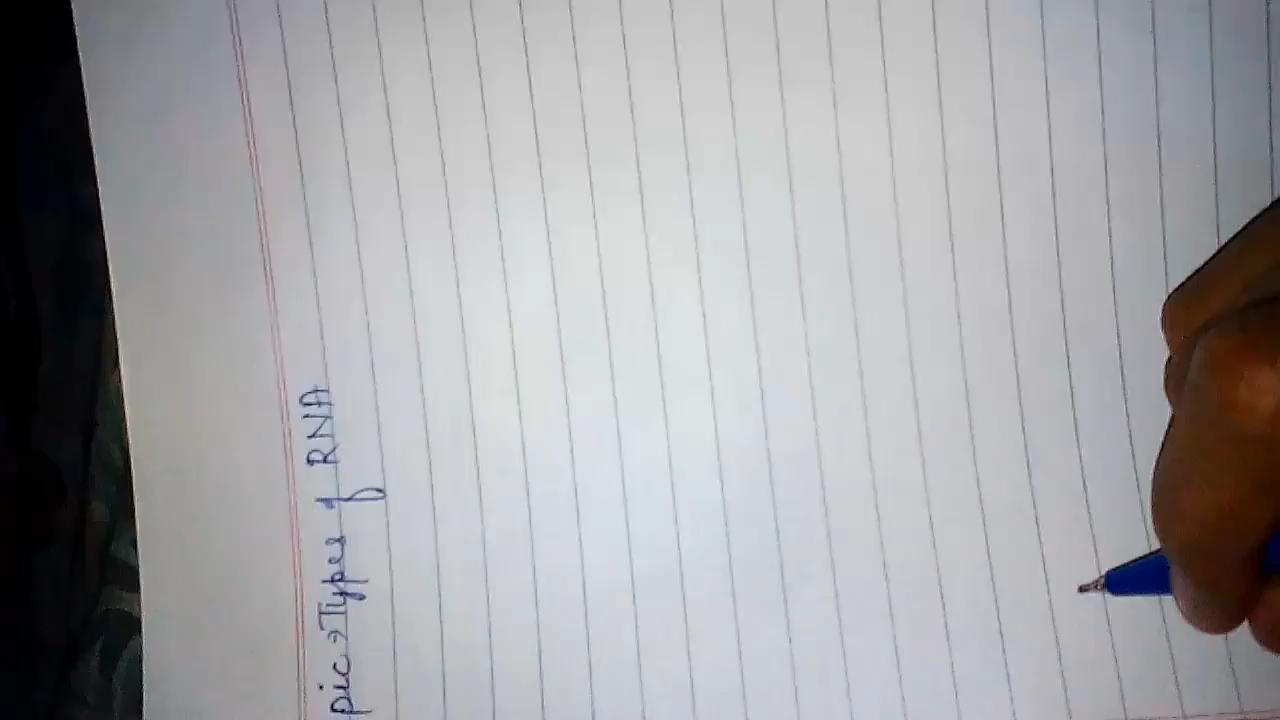 pic → Types of RNA